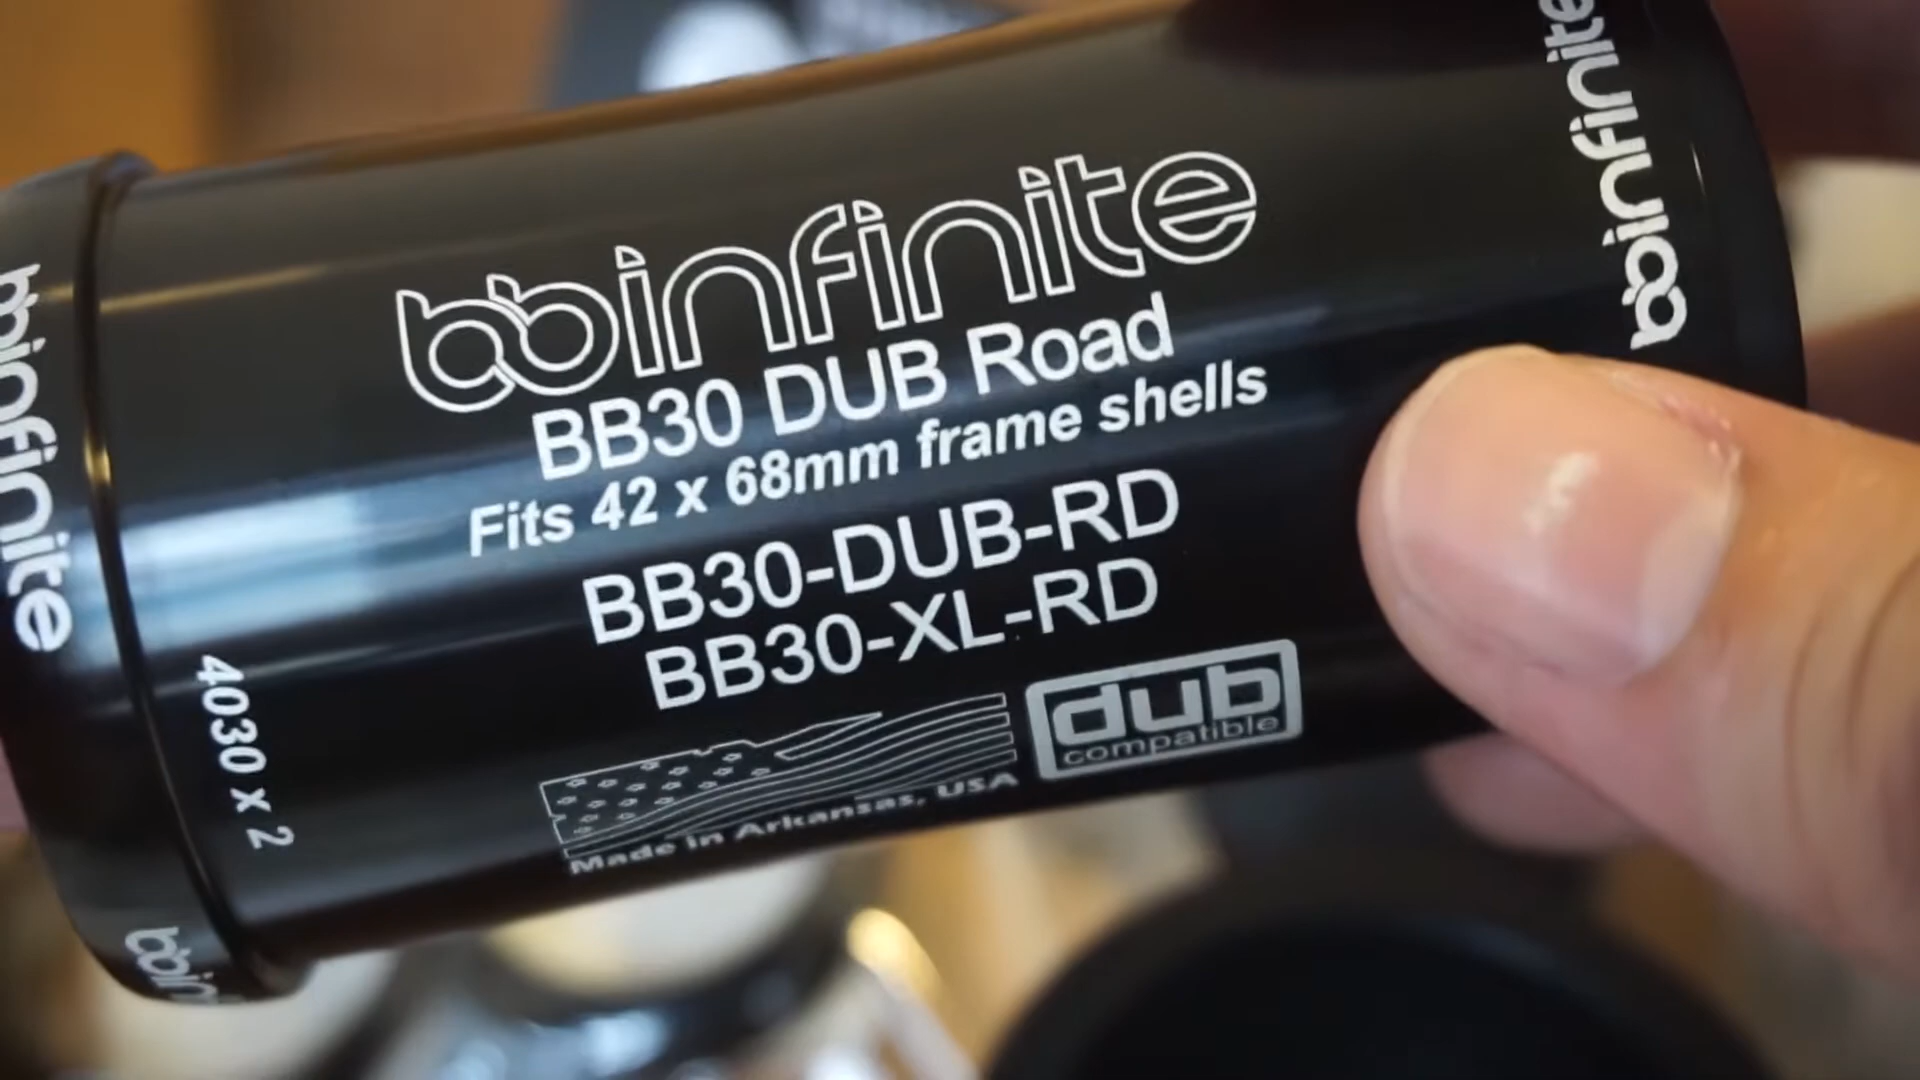 bbinfinite
BB30 DUB Road
Fits 42 x 68mm frame shells
BB30-DUB-RD
BB30-XL-RD
dub
compatible
Made in Arkansas, USA
4030 x 2
bbinfinite
bbinfinite